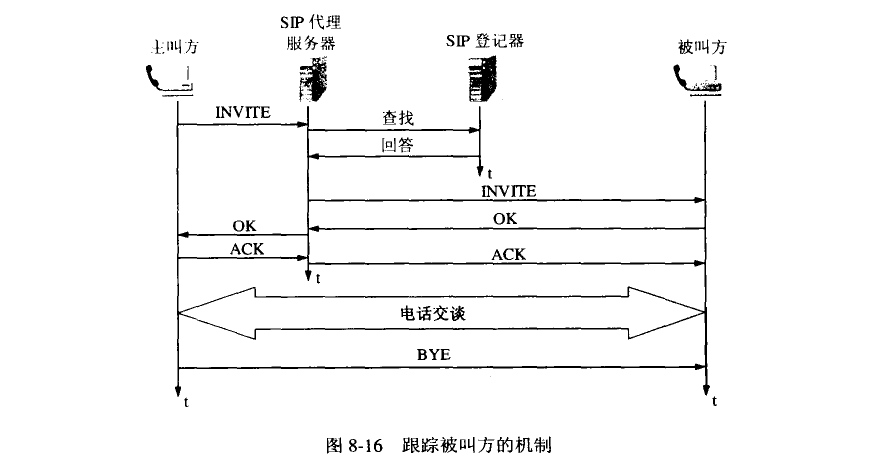 主叫方
SIP 代理
服务器
SIP 登记器
被叫方
INVITE
查找
回答
t
INVITE
OK
OK
ACK
ACK
t
电话交谈
BYE
t
t
图 8-16 跟踪被叫方的机制